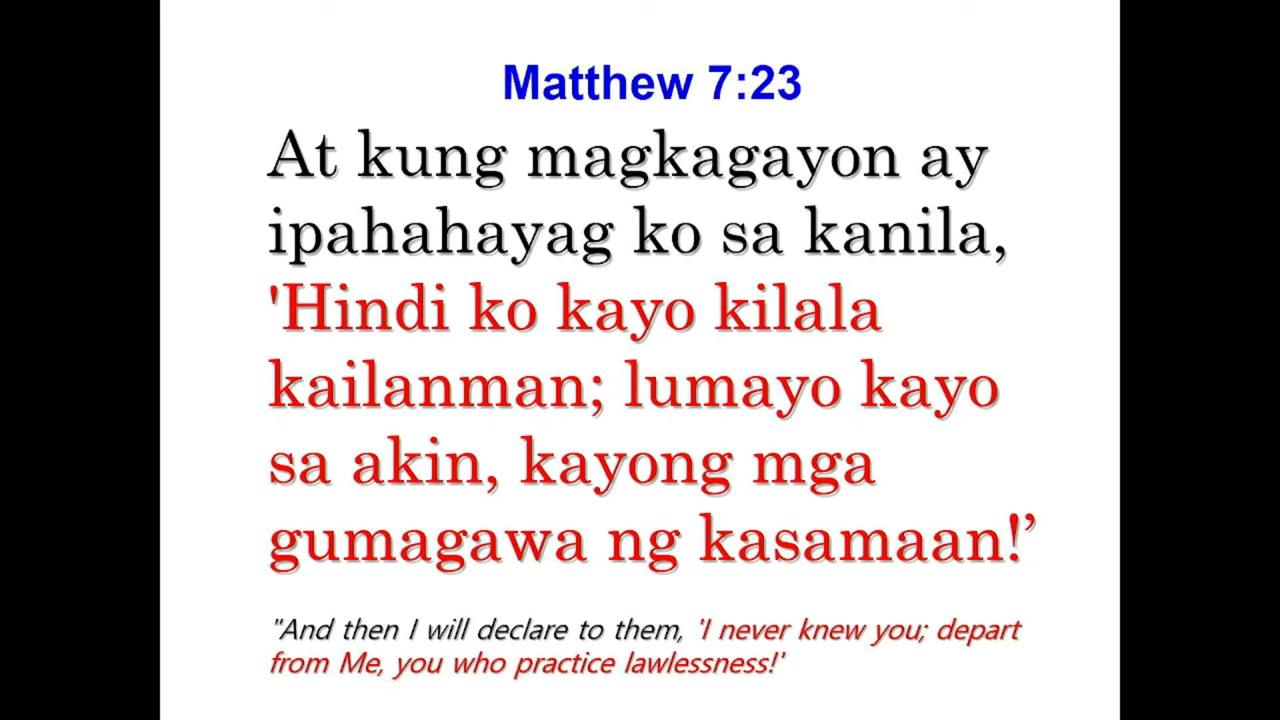 Matthew 7:23
At kung magkagayon ay
ipahahayag ko sa kanila,
'Hindi ko kayo kilala
kailanman; lumayo kayo
sa akin, kayong mga
gumagawa ng kasamaan!’
"And then I will declare to them, 'I never knew you; depart
from Me, you who practice lawlessness!'